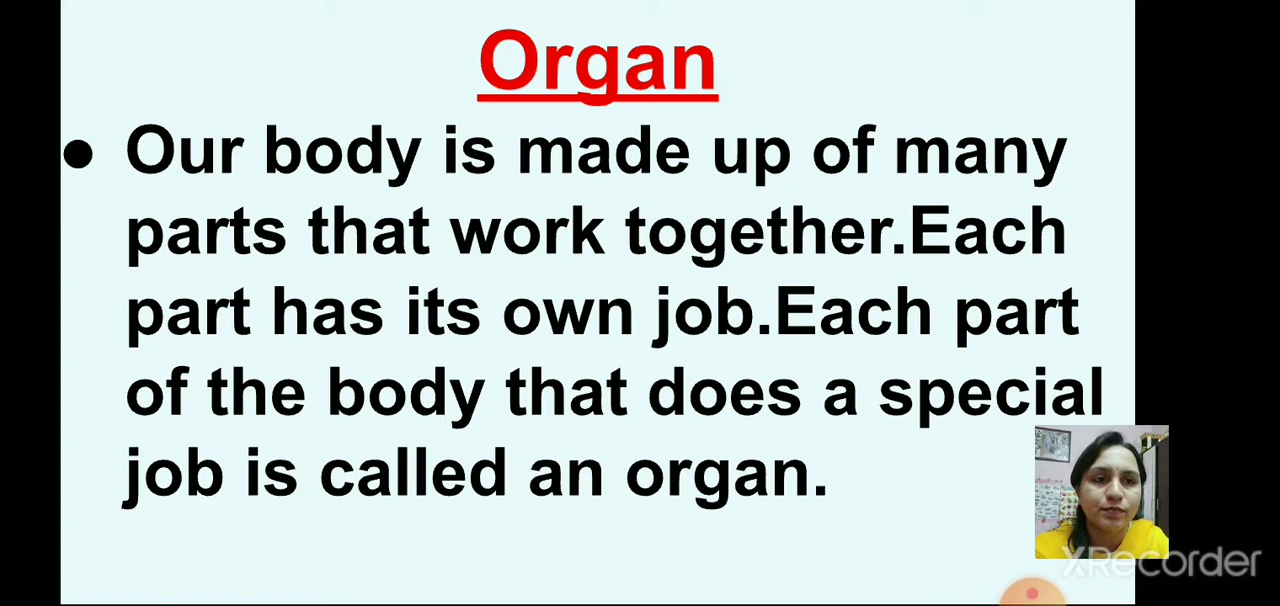 Organ
● Our body is made up of many
parts that work together.Each
part has its own job.Each part
of the body that does a special
job is called an organ.
XRecorder